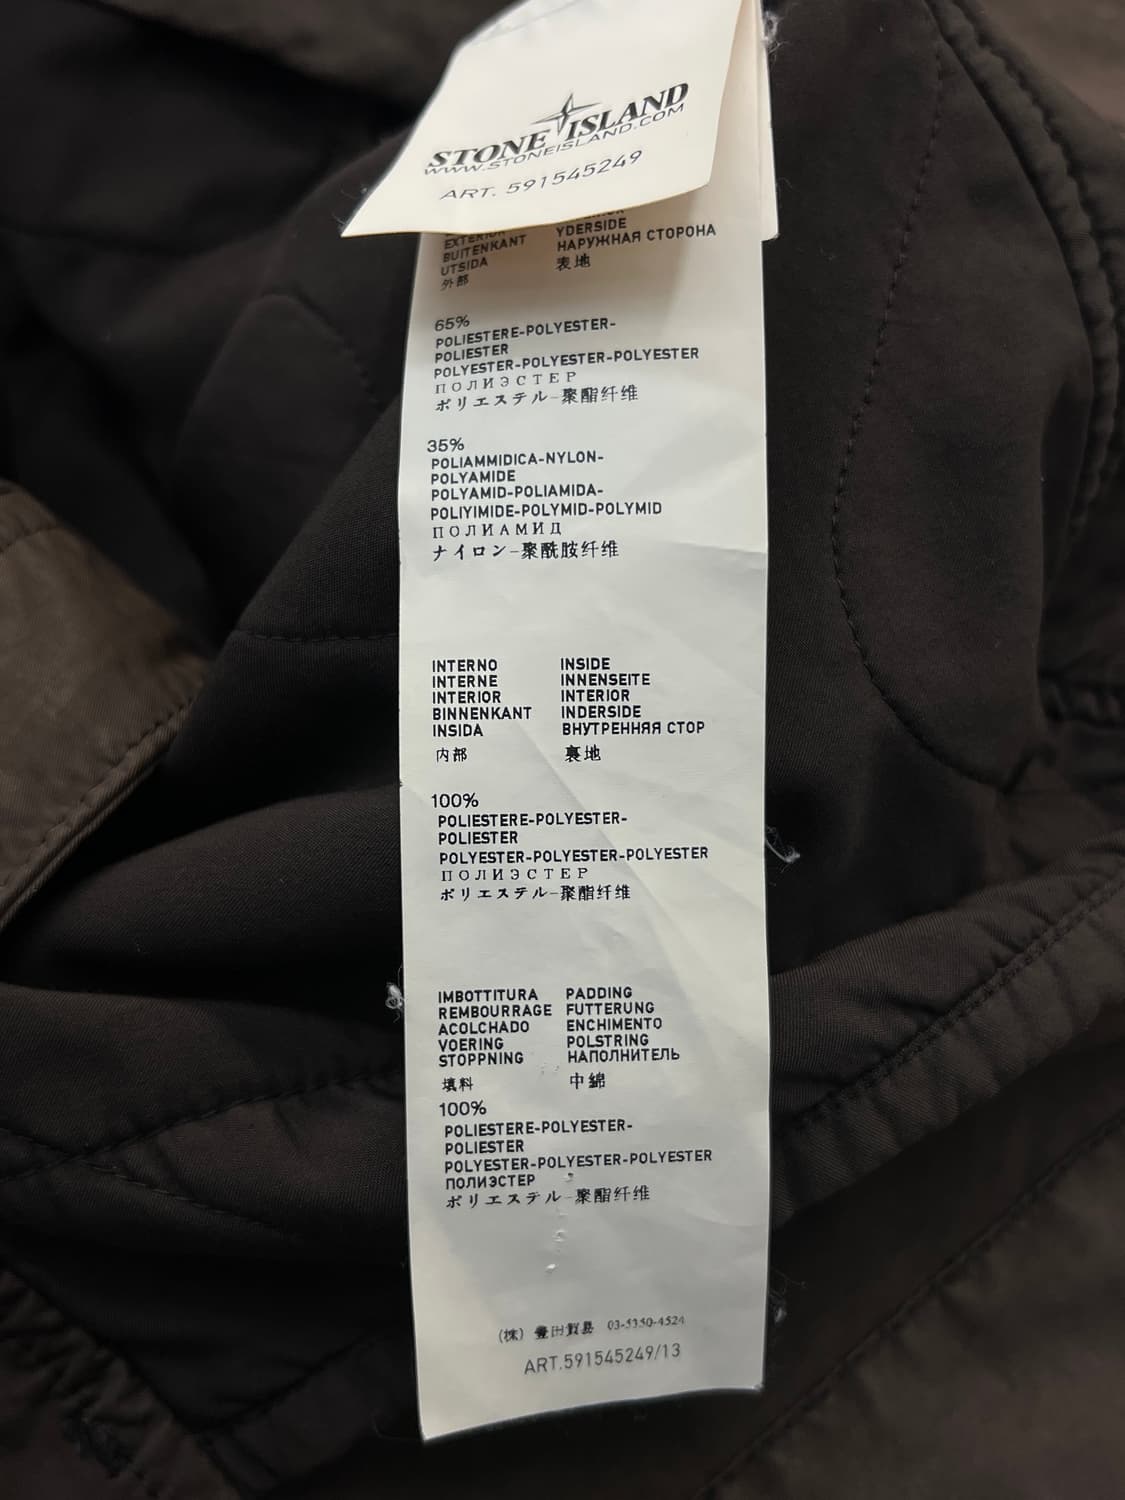 STONE ISLAND
WWW.STONEISLAND.COM
ART. 591545249
EXTERIOR
BUITENKANT YDERSIDE
UTSIDA НАРУЖНАЯ СТОРОНА
外部 表地
65%
POLIESTERE-POLYESTER-
POLIESTER
POLYESTER-POLYESTER-POLYESTER
ПОЛИЭСТЕР
ポリエステル-聚酯纤维
35%
POLIAMMIDICA-NYLON-
POLYAMIDE
POLYAMID-POLIAMIDA-
POLIYIMIDE-POLYMID-POLYMID
ПОЛИАМИД
ナイロン-聚酰胺纤维
INTERNO INSIDE
INTERNE INNENSEITE
INTERIOR INTERIOR
BINNENKANT INDERSIDE
INSIDA ВНУТРЕННЯЯ СТОР
内部 裏地
100%
POLIESTERE-POLYESTER-
POLIESTER
POLYESTER-POLYESTER-POLYESTER
ПОЛИЭСТЕР
ポリエステル-聚酯纤维
IMBOTTITURA PADDING
REMBOURRAGE FUTTERUNG
ACOLCHADO ENCHIMENTO
VOERING POLSTRING
STOPPNING НАПОЛНИТЕЛЬ
填料 中綿
100%
POLIESTERE-POLYESTER-
POLIESTER
POLYESTER-POLYESTER-POLYESTER
ПОЛИЭСТЕР
ポリエステル-聚酯纤维
(株) 豊田貿易 03-5350-4524
ART.591545249/13